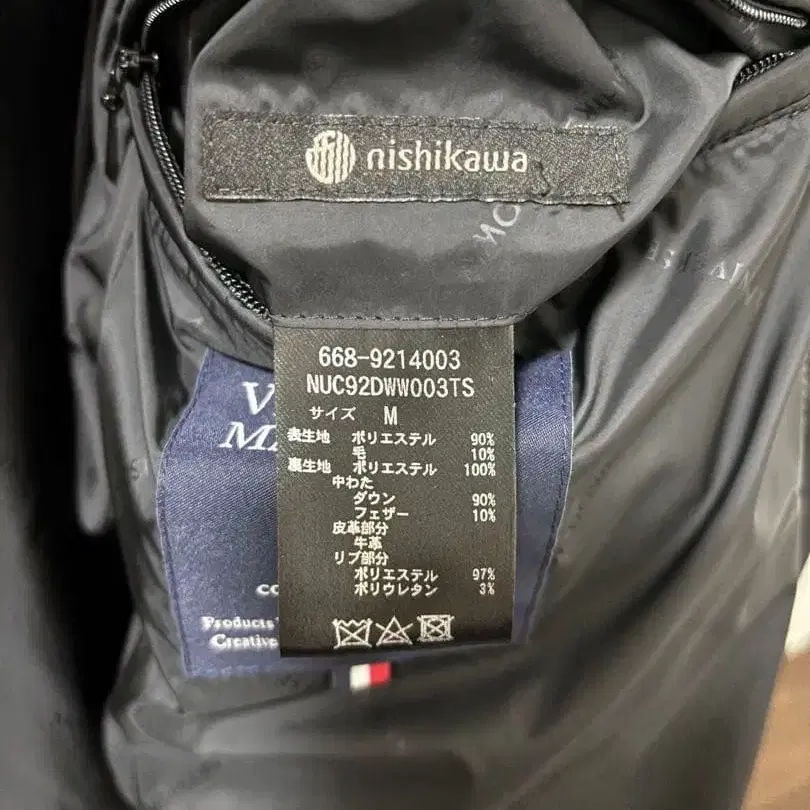 nishikawa
668-9214003
NUC92DWW003TS
サイズ M
表生地 ポリエステル 90%
毛 10%
裏生地 ポリエステル 100%
中わた
ダウン 90%
フェザー 10%
皮革部分
牛革
リブ部分
ポリエステル 97%
ポリウレタン 3%
Products
Creative